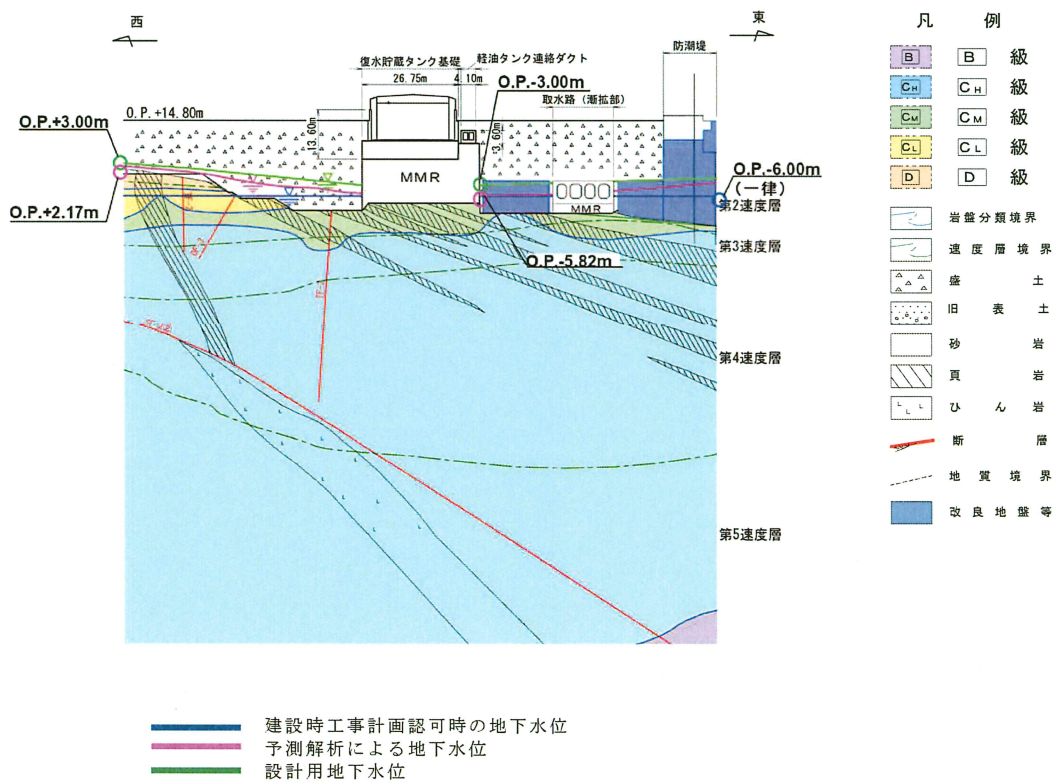 西
東
防潮堤
復水貯蔵タンク基礎
軽油タンク連絡ダクト
26.75m
4.10m
O.P.-3.00m
取水路（漸拡部）
O.P.+3.00m
O.P.+14.80m
13.60m
3.65m
MMR
O.P.-6.00m
（一律）
O.P.+2.17m
MMR
第2速度層
第3速度層
O.P.-5.82m
第4速度層
第5速度層
凡 例
B B 級
CH CH 級
CM CM 級
CL CL 級
D D 級
岩盤分類境界
速度層境界
盛土
旧表土
砂岩
頁岩
ひん岩
断層
地質境界
改良地盤等
建設時工事計画認可時の地下水位
予測解析による地下水位
設計用地下水位